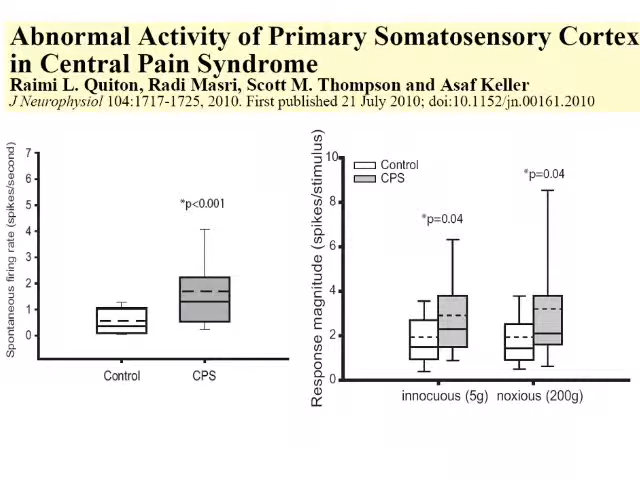 Abnormal Activity of Primary Somatosensory Cortex
in Central Pain Syndrome
Raimi L. Quiton, Radi Masri, Scott M. Thompson and Asaf Keller
J Neurophysiol 104:1717-1725, 2010. First published 21 July 2010; doi:10.1152/jn.00161.2010
Spontaneous firing rate (spikes/second)
7
6
5
4
3
2
1
0
*p<0.001
Control
CPS
Response magnitude (spikes/stimulus)
10
8
6
4
2
0
Control
CPS
*p=0.04
*p=0.04
innocuous (5g)
noxious (200g)